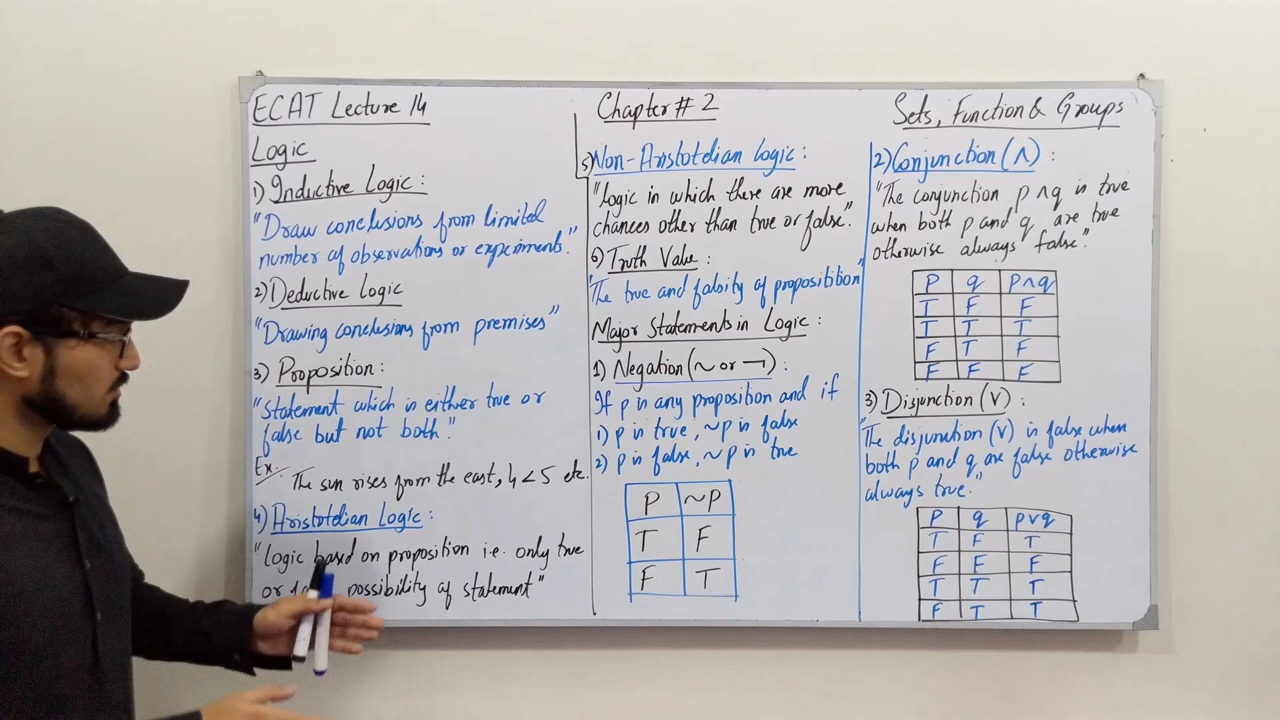 ECAT Lecture 14
Chapter # 2
Sets, Function & Groups
Logic
1) Inductive Logic:
"Draw conclusions from limited
number of observations or experiments."
2) Deductive Logic
"Drawing conclusions from premises"
3) Proposition:
"Statement which is either true or
false but not both."
Ex:- The sun rises from the east, 4 < 5 etc.
4) Aristotelian Logic:
"Logic based on proposition i.e. only true
or possibility of statement"
5) Non-Aristotelian Logic:
"Logic in which there are more
chances other than true or false."
6) Truth Value:
"The true and falsity of proposition"
Major Statements in Logic:
1) Negation (~ or ¬):
If p is any proposition and if
1) p is true, ~p is false
2) p is false, ~p is true
P ~P
T F
F T
2) Conjunction (∧):
"The conjunction p∧q is true
when both p and q are true
otherwise always false."
P q p∧q
T F F
T T T
F T F
F F F
3) Disjunction (∨):
"The disjunction (∨) is false when
both p and q are false otherwise
always true."
P q p∨q
T F T
F F F
T T T
F T T